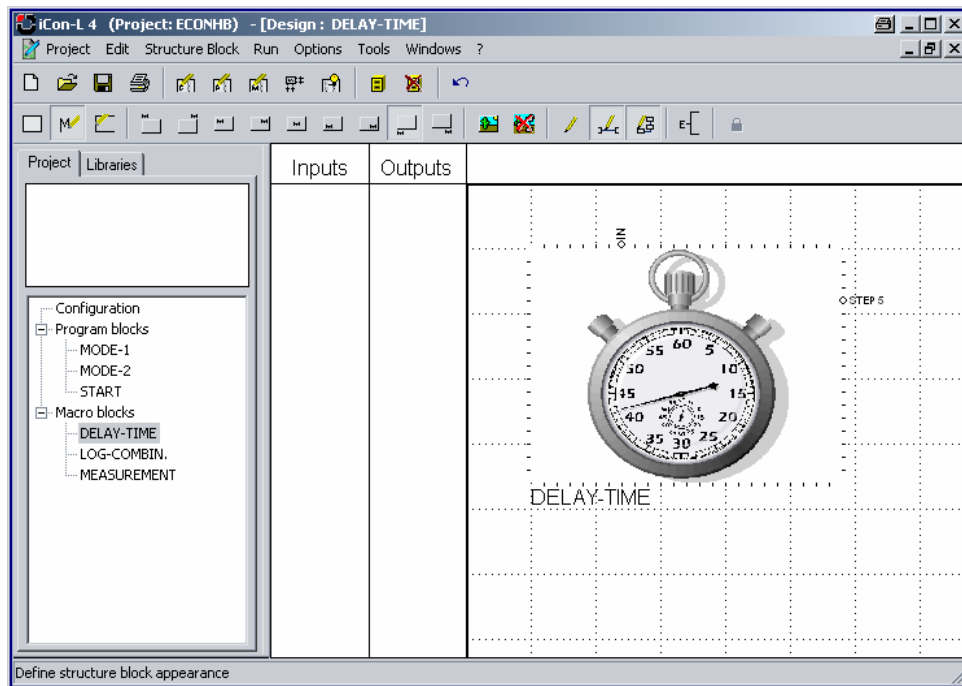 iCon-L 4 (Project: ECONHB) - [Design : DELAY-TIME]
Project Edit Structure Block Run Options Tools Windows ?
Project Libraries
Inputs Outputs
Configuration
Program blocks
MODE-1
MODE-2
START
Macro blocks
DELAY-TIME
LOG-COMBIN.
MEASUREMENT
STEP 5
60
5
55
10
50
15
45
20
40
25
35
30
DELAY-TIME
Define structure block appearance